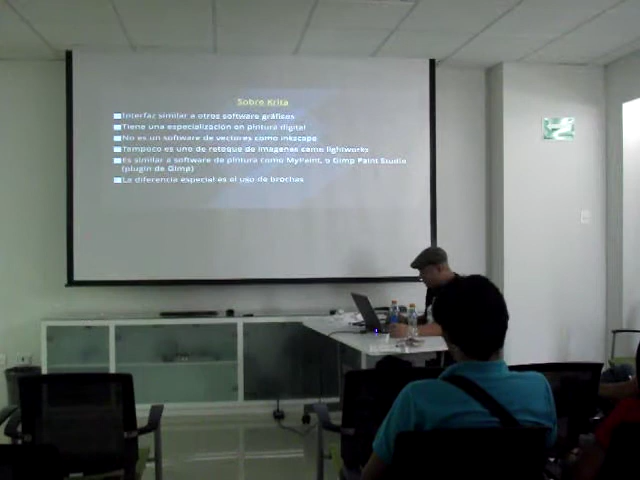 Sobre Krita
Interfaz similar a otros software gráficos
Tiene una especialización en pintura digital
No es un software de vectores como inkscape
Tampoco es uno de retoque de imagenes como lightworks
Es similar a software de pintura como MyPaint, o Gimp Paint Studio
(plugin de Gimp)
La diferencia especial es el uso de brochas